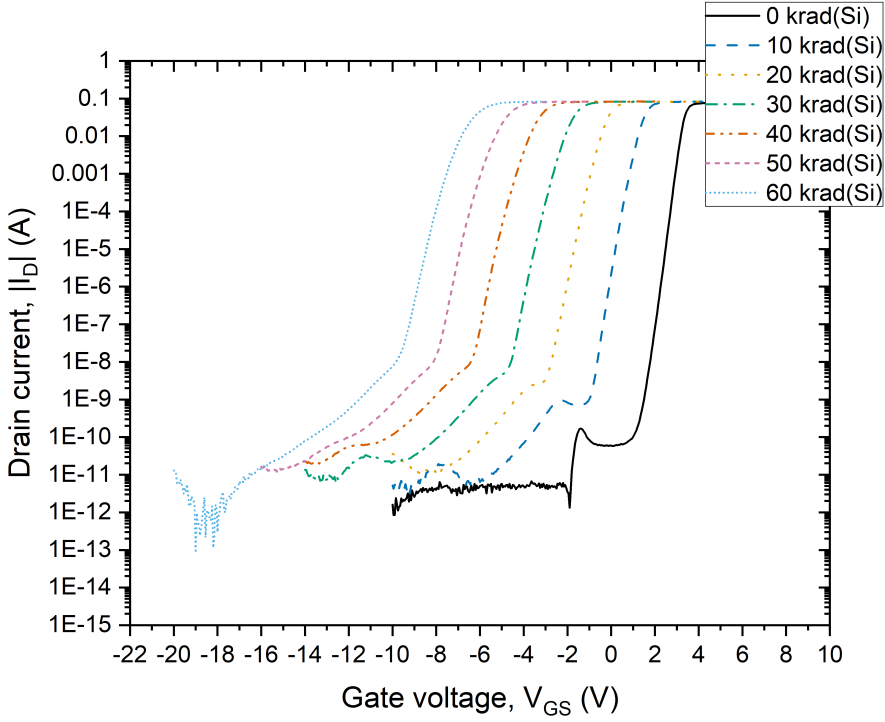 0 krad(Si)
10 krad(Si)
20 krad(Si)
30 krad(Si)
40 krad(Si)
50 krad(Si)
60 krad(Si)
1
0.1
0.01
0.001
1E-4
1E-5
1E-6
1E-7
1E-8
1E-9
1E-10
1E-11
1E-12
1E-13
1E-14
1E-15
Drain current, |I_D| (A)
-22 -20 -18 -16 -14 -12 -10 -8 -6 -4 -2 0 2 4 6 8 10
Gate voltage, V_GS (V)